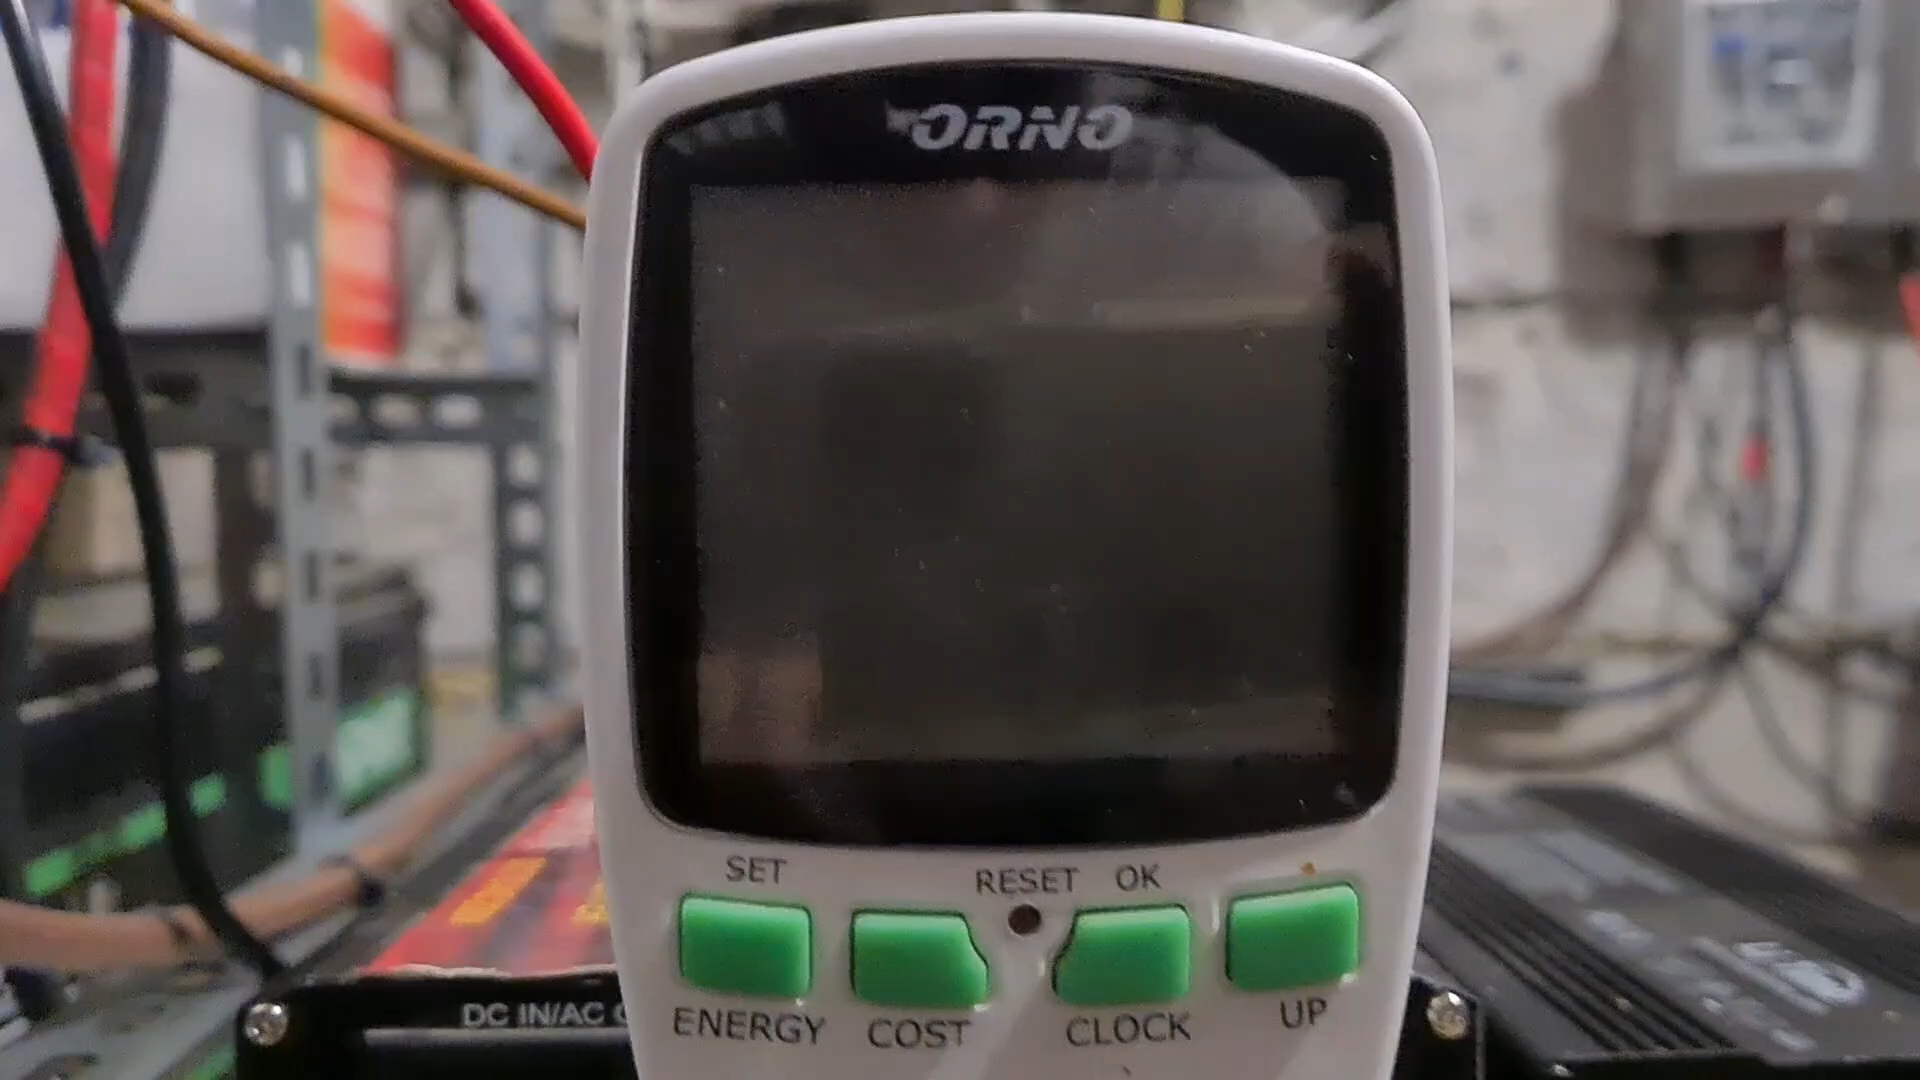 ORNO
SET
RESET OK
ENERGY
COST
CLOCK
UP
DC IN/AC